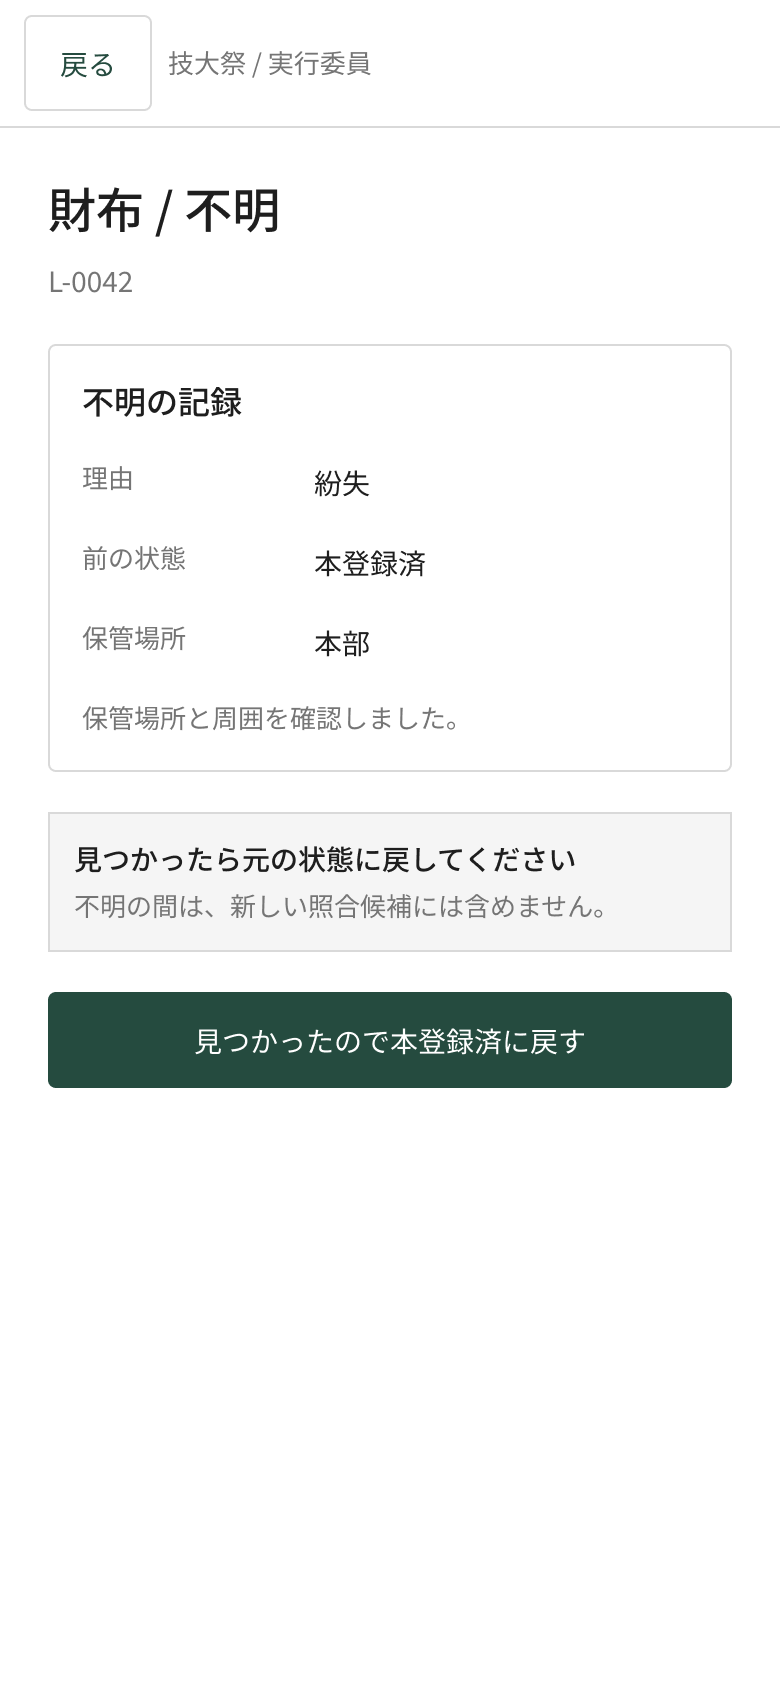 戻る
技大祭 / 実行委員
財布 / 不明
L-0042
不明の記録
理由 紛失
前の状態 本登録済
保管場所 本部
保管場所と周囲を確認しました。
見つかったら元の状態に戻してください
不明の間は、新しい照合候補には含めません。
見つかったので本登録済に戻す